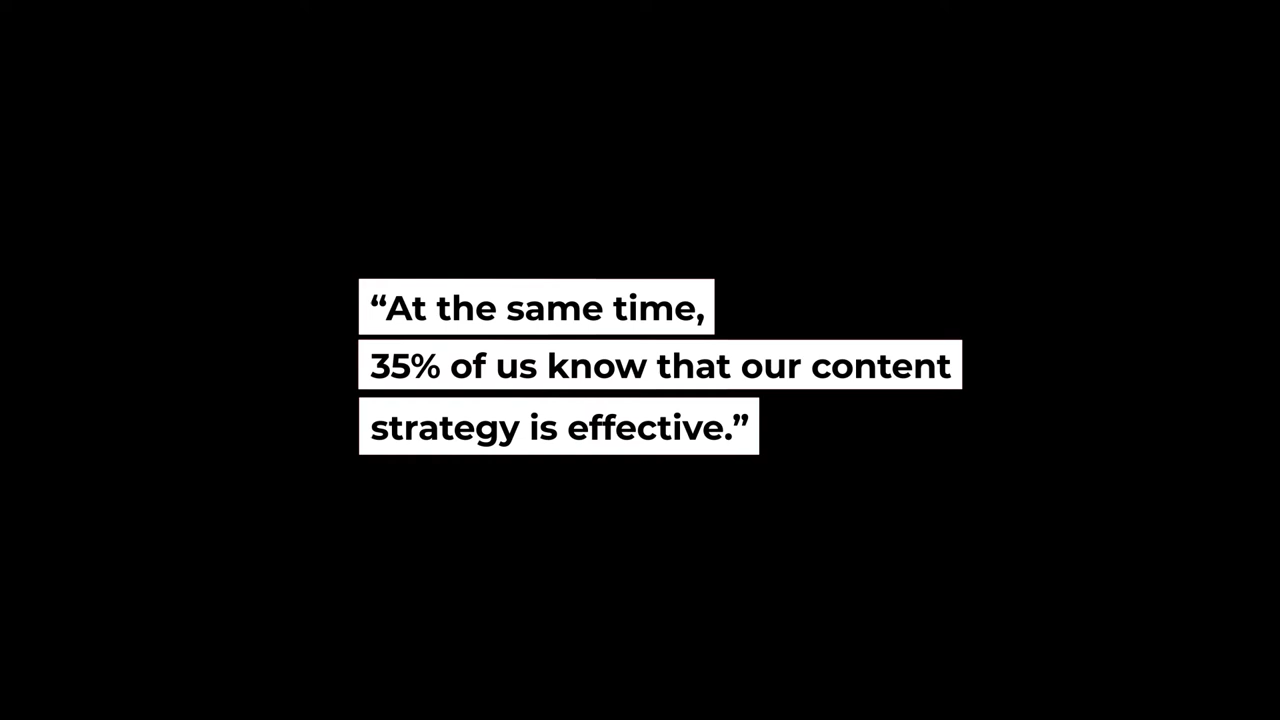 “At the same time,
35% of us know that our content
strategy is effective.”